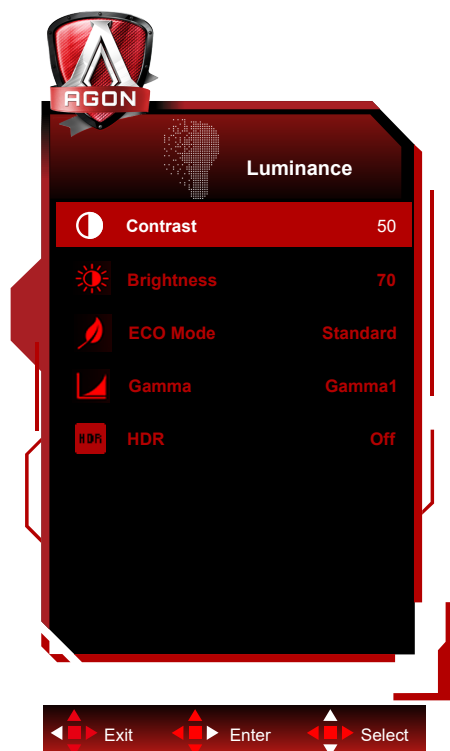 AGON
Luminance
Contrast 50
Brightness 70
ECO Mode Standard
Gamma Gamma1
HDR HDR Off
Exit Enter Select